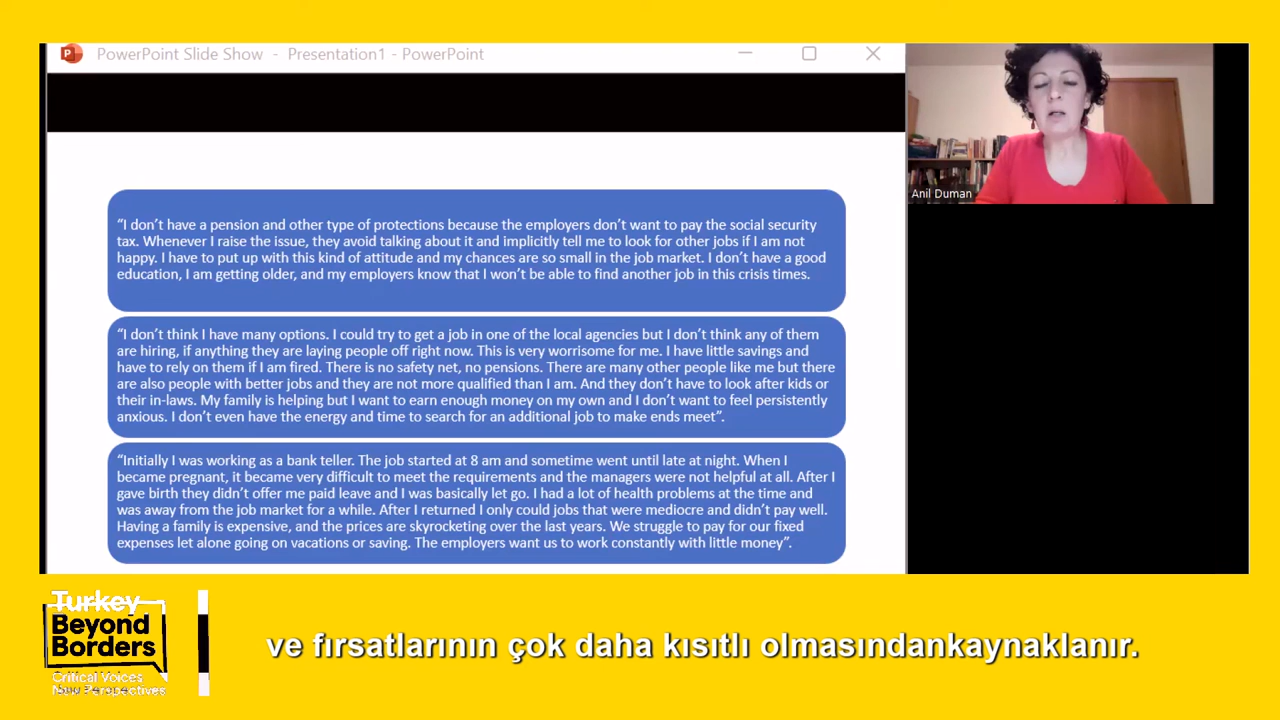 PowerPoint Slide Show - Presentation1 - PowerPoint
Anil Duman
“I don’t have a pension and other type of protections because the employers don’t want to pay the social security
tax. Whenever I raise the issue, they avoid talking about it and implicitly tell me to look for other jobs if I am not
happy. I have to put up with this kind of attitude and my chances are so small in the job market. I don’t have a good
education, I am getting older, and my employers know that I won’t be able to find another job in this crisis times.
“I don’t think I have many options. I could try to get a job in one of the local agencies but I don’t think any of them
are hiring, if anything they are laying people off right now. This is very worrisome for me. I have little savings and
have to rely on them if I am fired. There is no safety net, no pensions. There are many other people like me but there
are also people with better jobs and they are not more qualified than I am. And they don’t have to look after kids or
their in-laws. My family is helping but I want to earn enough money on my own and I don’t want to feel persistently
anxious. I don’t even have the energy and time to search for an additional job to make ends meet”.
“Initially I was working as a bank teller. The job started at 8 am and sometime went until late at night. When I
became pregnant, it became very difficult to meet the requirements and the managers were not helpful at all. After I
gave birth they didn’t offer me paid leave and I was basically let go. I had a lot of health problems at the time and
was away from the job market for a while. After I returned I only could jobs that were mediocre and didn’t pay well.
Having a family is expensive, and the prices are skyrocketing over the last years. We struggle to pay for our fixed
expenses let alone going on vacations or saving. The employers want us to work constantly with little money”.
Turkey
Beyond
Borders
Critical Voices
New Perspectives
ve fırsatlarının çok daha kısıtlı olmasındankaynaklanır.